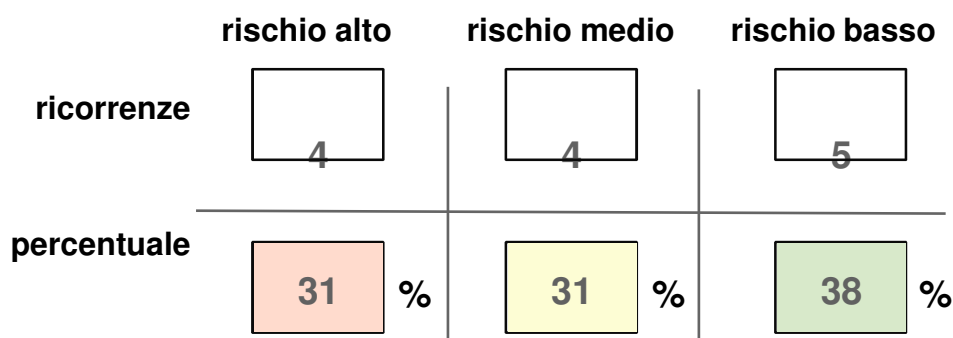 rischio alto rischio medio rischio basso
ricorrenze
4 4 5
percentuale
31 % 31 % 38 %